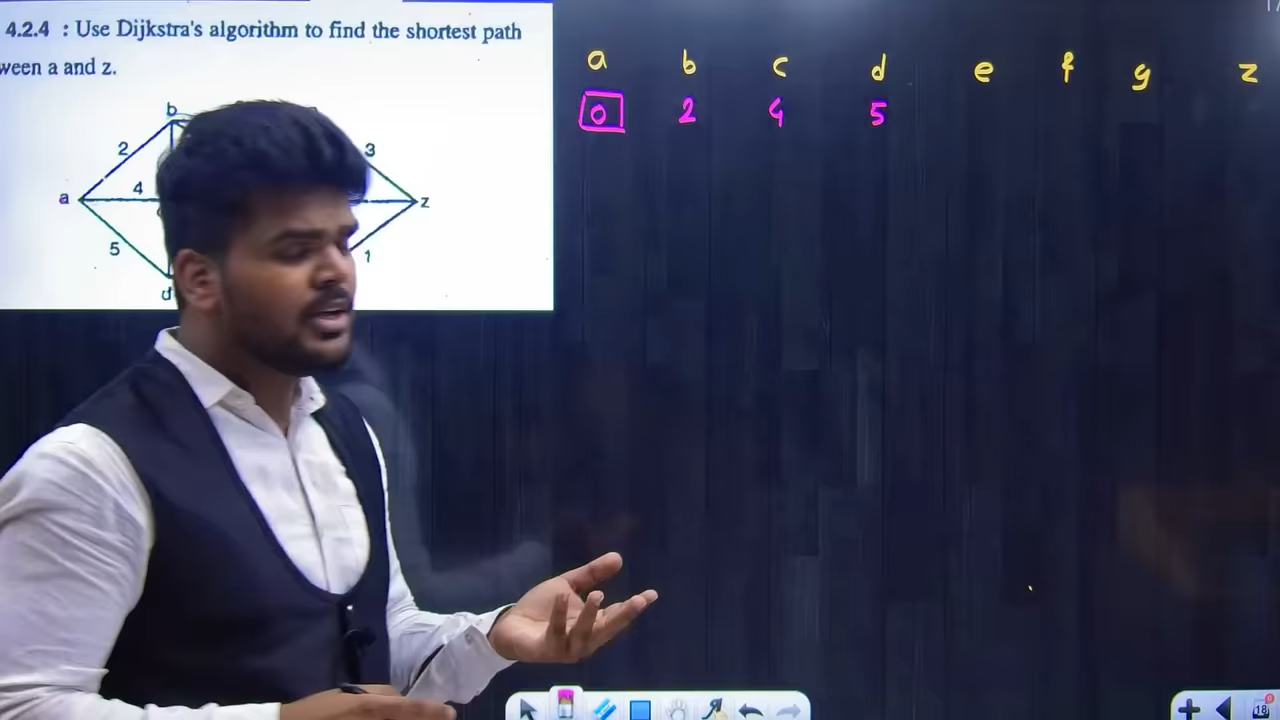 4.2.4 : Use Dijkstra's algorithm to find the shortest path
ween a and z.
b
2
3
a
4
z
5
1
d
a b c d e f g z
0 2 4 5
18